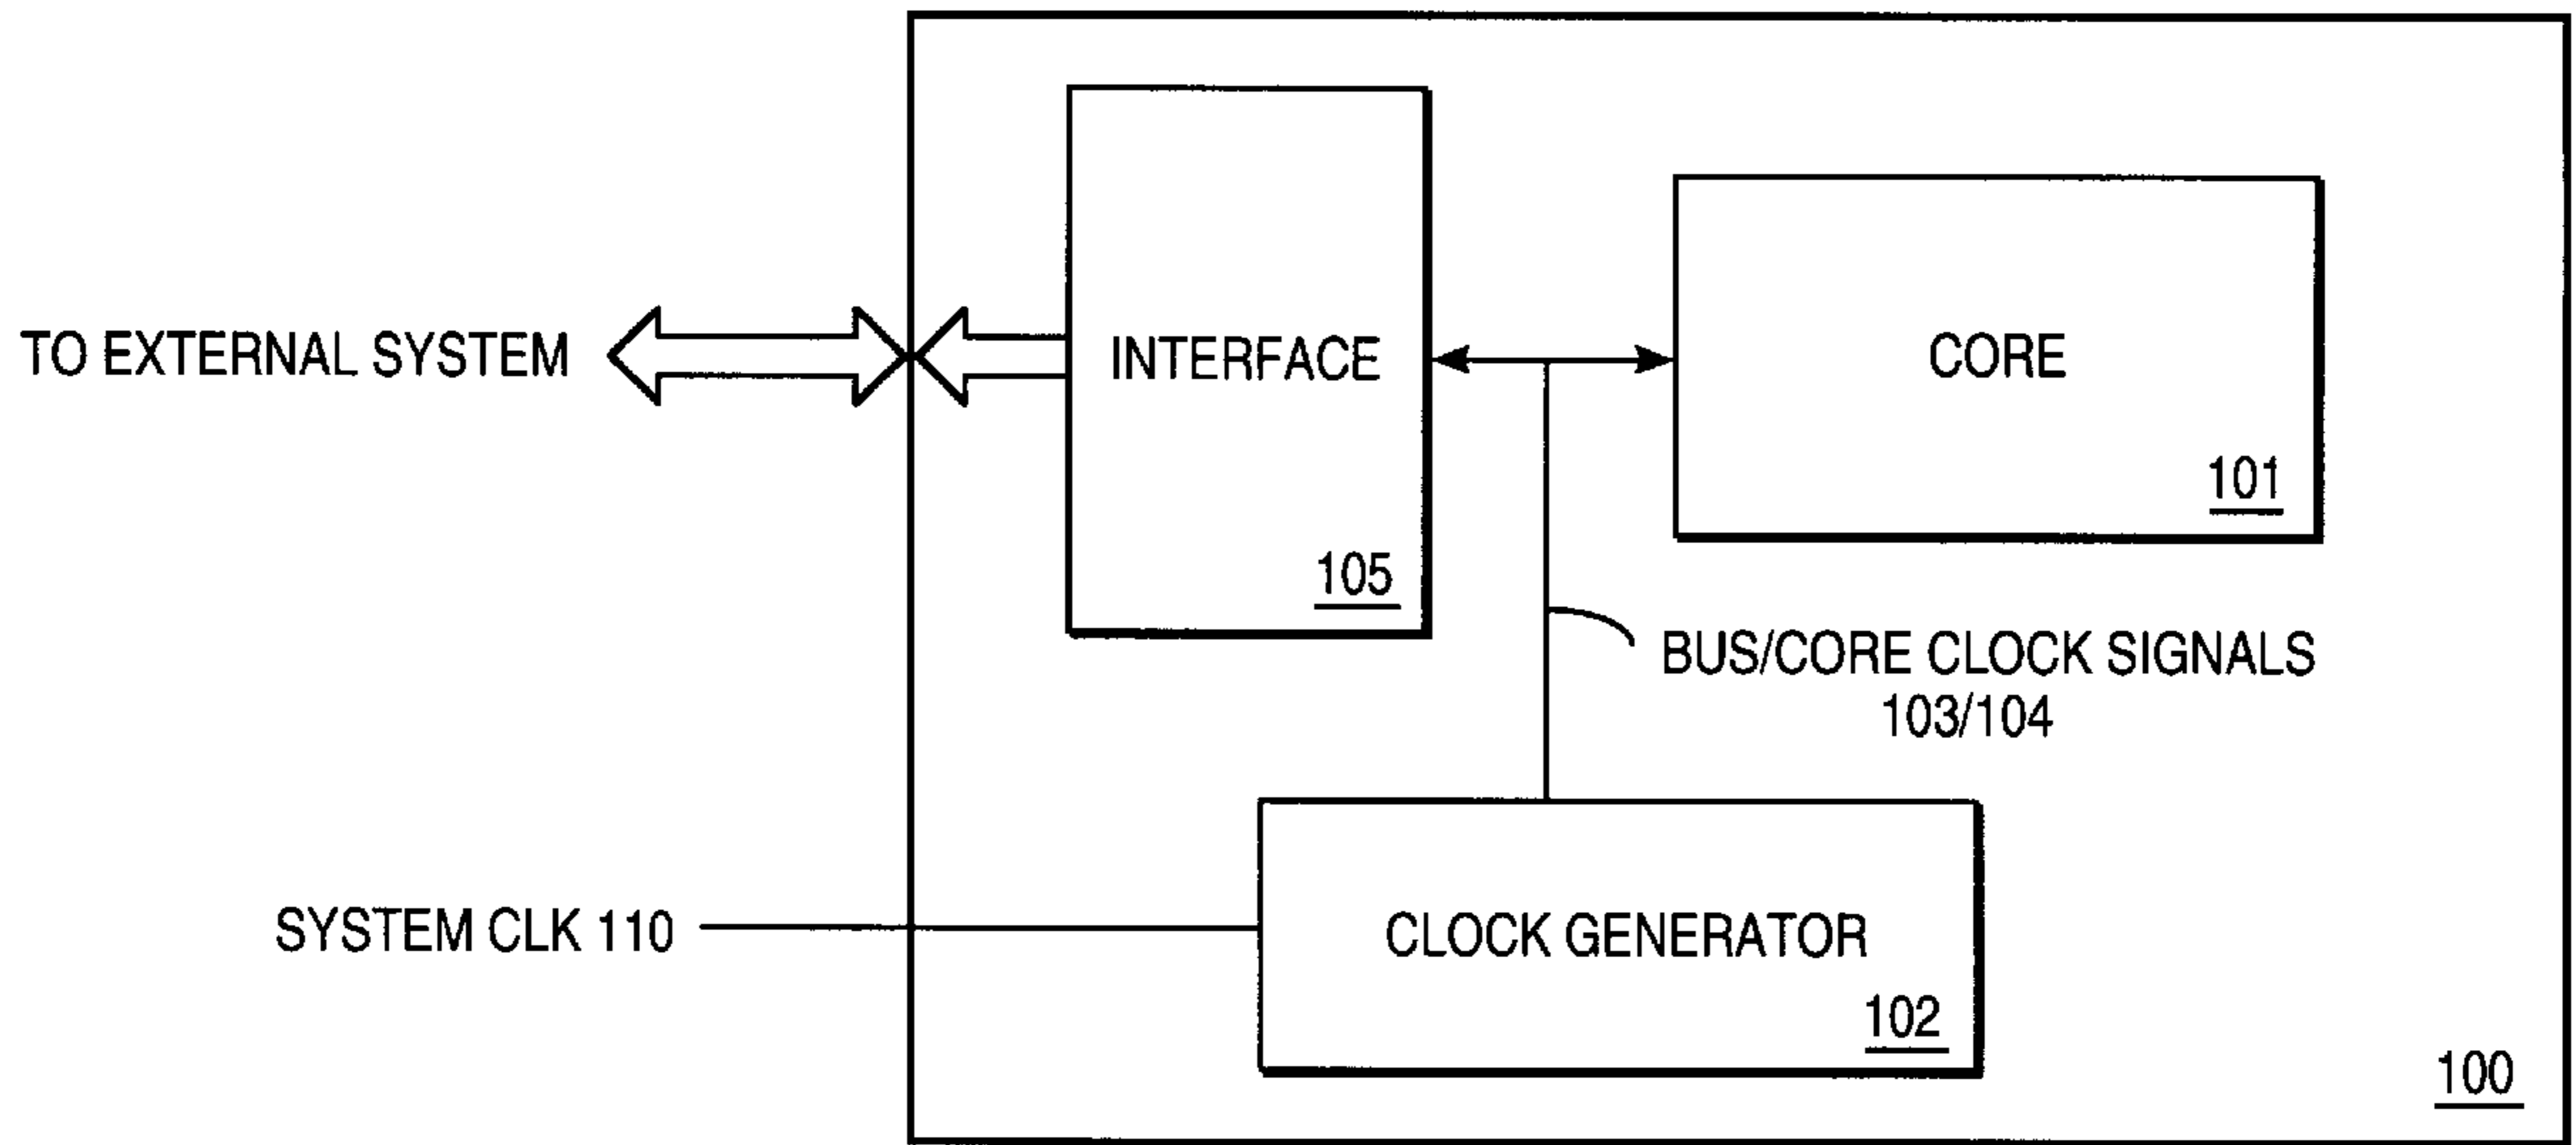 TO EXTERNAL SYSTEM
INTERFACE
105
CORE
101
BUS/CORE CLOCK SIGNALS
103/104
SYSTEM CLK 110
CLOCK GENERATOR
102
100